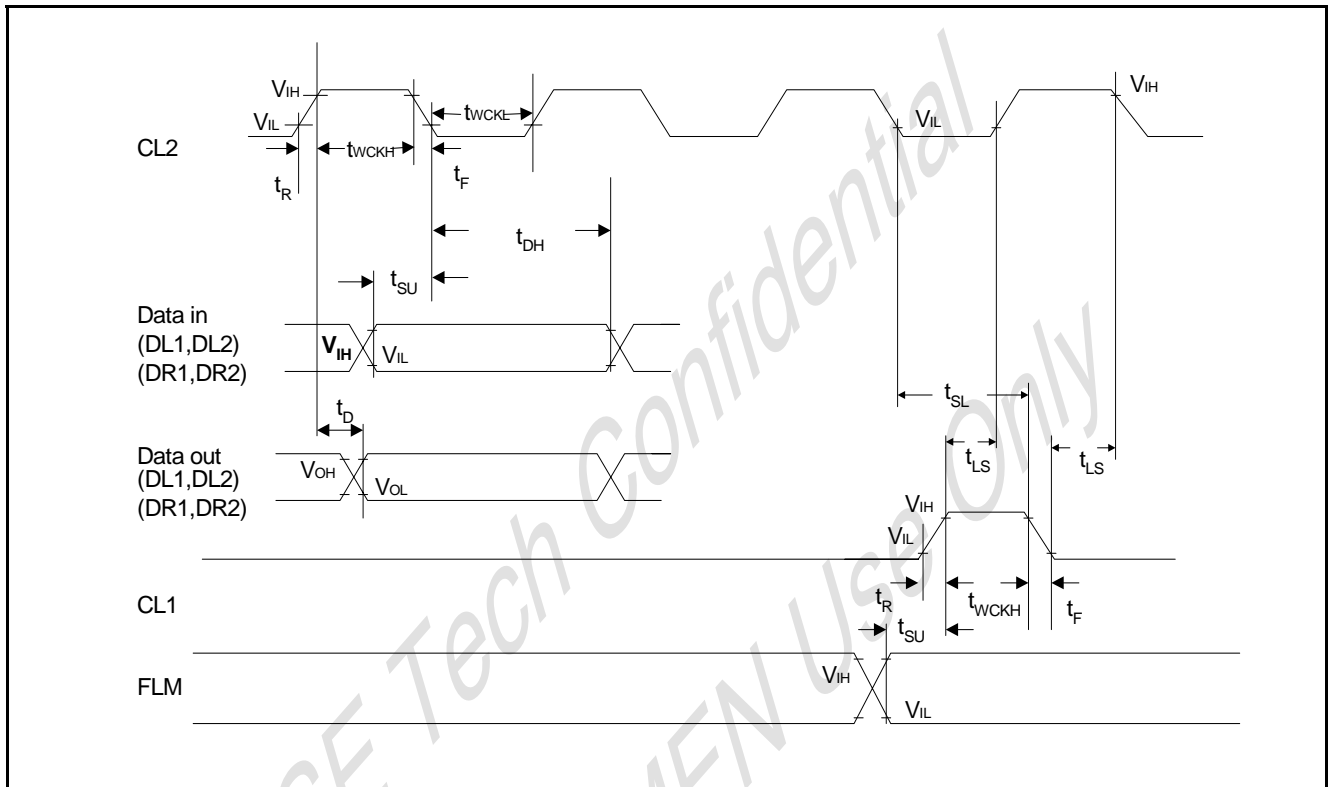 VIH
VIL
CL2
tWCKH
tWCKL
tR
tF
tDH
tSU
VIL
VIH
Data in
(DL1,DL2)
(DR1,DR2)
VIH
VIL
tD
Data out
(DL1,DL2)
(DR1,DR2)
VOH
VOL
tSL
tLS
tLS
VIH
VIL
CL1
tR
tWCKH
tF
tSU
FLM
VIH
VIL
Tech Confidential
Use Only